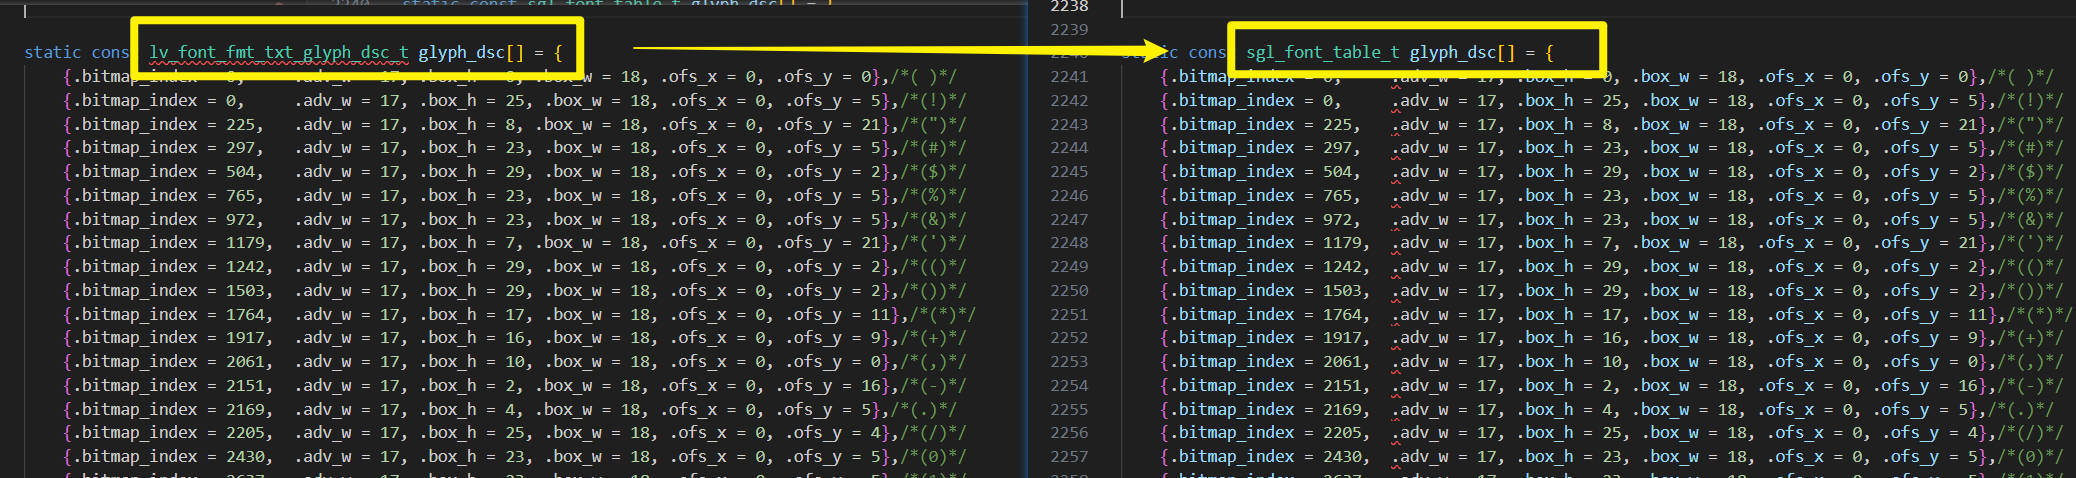 static const sgl_font_table_t glyph_dsc[] = {
static cons lv_font_fmt_txt_glyph_dsc_t glyph_dsc[] = {
{.bitmap_index = 0, .adv_w = 17, .box_h = 0, .box_w = 18, .ofs_x = 0, .ofs_y = 0},/*( )*/
{.bitmap_index = 0, .adv_w = 17, .box_h = 25, .box_w = 18, .ofs_x = 0, .ofs_y = 5},/*(!)*/
{.bitmap_index = 225, .adv_w = 17, .box_h = 8, .box_w = 18, .ofs_x = 0, .ofs_y = 21},/*(")*/
{.bitmap_index = 297, .adv_w = 17, .box_h = 23, .box_w = 18, .ofs_x = 0, .ofs_y = 5},/*(#)*/
{.bitmap_index = 504, .adv_w = 17, .box_h = 29, .box_w = 18, .ofs_x = 0, .ofs_y = 2},/*($)*/
{.bitmap_index = 765, .adv_w = 17, .box_h = 23, .box_w = 18, .ofs_x = 0, .ofs_y = 5},/*(%)*/
{.bitmap_index = 972, .adv_w = 17, .box_h = 23, .box_w = 18, .ofs_x = 0, .ofs_y = 5},/*(&)*/
{.bitmap_index = 1179, .adv_w = 17, .box_h = 7, .box_w = 18, .ofs_x = 0, .ofs_y = 21},/*(')*/
{.bitmap_index = 1242, .adv_w = 17, .box_h = 29, .box_w = 18, .ofs_x = 0, .ofs_y = 2},/*(()*/
{.bitmap_index = 1503, .adv_w = 17, .box_h = 29, .box_w = 18, .ofs_x = 0, .ofs_y = 2},/*())*/
{.bitmap_index = 1764, .adv_w = 17, .box_h = 17, .box_w = 18, .ofs_x = 0, .ofs_y = 11},/*(*)*/
{.bitmap_index = 1917, .adv_w = 17, .box_h = 16, .box_w = 18, .ofs_x = 0, .ofs_y = 9},/*(+)*/
{.bitmap_index = 2061, .adv_w = 17, .box_h = 10, .box_w = 18, .ofs_x = 0, .ofs_y = 0},/*(,)*/
{.bitmap_index = 2151, .adv_w = 17, .box_h = 2, .box_w = 18, .ofs_x = 0, .ofs_y = 16},/*(-)*/
{.bitmap_index = 2169, .adv_w = 17, .box_h = 4, .box_w = 18, .ofs_x = 0, .ofs_y = 5},/*(.)*/
{.bitmap_index = 2205, .adv_w = 17, .box_h = 25, .box_w = 18, .ofs_x = 0, .ofs_y = 4},/*(/)*/
{.bitmap_index = 2430, .adv_w = 17, .box_h = 23, .box_w = 18, .ofs_x = 0, .ofs_y = 5},/*(0)*/
2238
2239
2240 static cons sgl_font_table_t glyph_dsc[] = {
2241 {.bitmap_index = 0, .adv_w = 17, .box_h = 0, .box_w = 18, .ofs_x = 0, .ofs_y = 0},/*( )*/
2242 {.bitmap_index = 0, .adv_w = 17, .box_h = 25, .box_w = 18, .ofs_x = 0, .ofs_y = 5},/*(!)*/
2243 {.bitmap_index = 225, .adv_w = 17, .box_h = 8, .box_w = 18, .ofs_x = 0, .ofs_y = 21},/*(")*/
2244 {.bitmap_index = 297, .adv_w = 17, .box_h = 23, .box_w = 18, .ofs_x = 0, .ofs_y = 5},/*(#)*/
2245 {.bitmap_index = 504, .adv_w = 17, .box_h = 29, .box_w = 18, .ofs_x = 0, .ofs_y = 2},/*($)*/
2246 {.bitmap_index = 765, .adv_w = 17, .box_h = 23, .box_w = 18, .ofs_x = 0, .ofs_y = 5},/*(%)*/
2247 {.bitmap_index = 972, .adv_w = 17, .box_h = 23, .box_w = 18, .ofs_x = 0, .ofs_y = 5},/*(&)*/
2248 {.bitmap_index = 1179, .adv_w = 17, .box_h = 7, .box_w = 18, .ofs_x = 0, .ofs_y = 21},/*(')*/
2249 {.bitmap_index = 1242, .adv_w = 17, .box_h = 29, .box_w = 18, .ofs_x = 0, .ofs_y = 2},/*(()*/
2250 {.bitmap_index = 1503, .adv_w = 17, .box_h = 29, .box_w = 18, .ofs_x = 0, .ofs_y = 2},/*())*/
2251 {.bitmap_index = 1764, .adv_w = 17, .box_h = 17, .box_w = 18, .ofs_x = 0, .ofs_y = 11},/*(*)*/
2252 {.bitmap_index = 1917, .adv_w = 17, .box_h = 16, .box_w = 18, .ofs_x = 0, .ofs_y = 9},/*(+)*/
2253 {.bitmap_index = 2061, .adv_w = 17, .box_h = 10, .box_w = 18, .ofs_x = 0, .ofs_y = 0},/*(,)*/
2254 {.bitmap_index = 2151, .adv_w = 17, .box_h = 2, .box_w = 18, .ofs_x = 0, .ofs_y = 16},/*(-)*/
2255 {.bitmap_index = 2169, .adv_w = 17, .box_h = 4, .box_w = 18, .ofs_x = 0, .ofs_y = 5},/*(.)*/
2256 {.bitmap_index = 2205, .adv_w = 17, .box_h = 25, .box_w = 18, .ofs_x = 0, .ofs_y = 4},/*(/)*/
2257 {.bitmap_index = 2430, .adv_w = 17, .box_h = 23, .box_w = 18, .ofs_x = 0, .ofs_y = 5},/*(0)*/